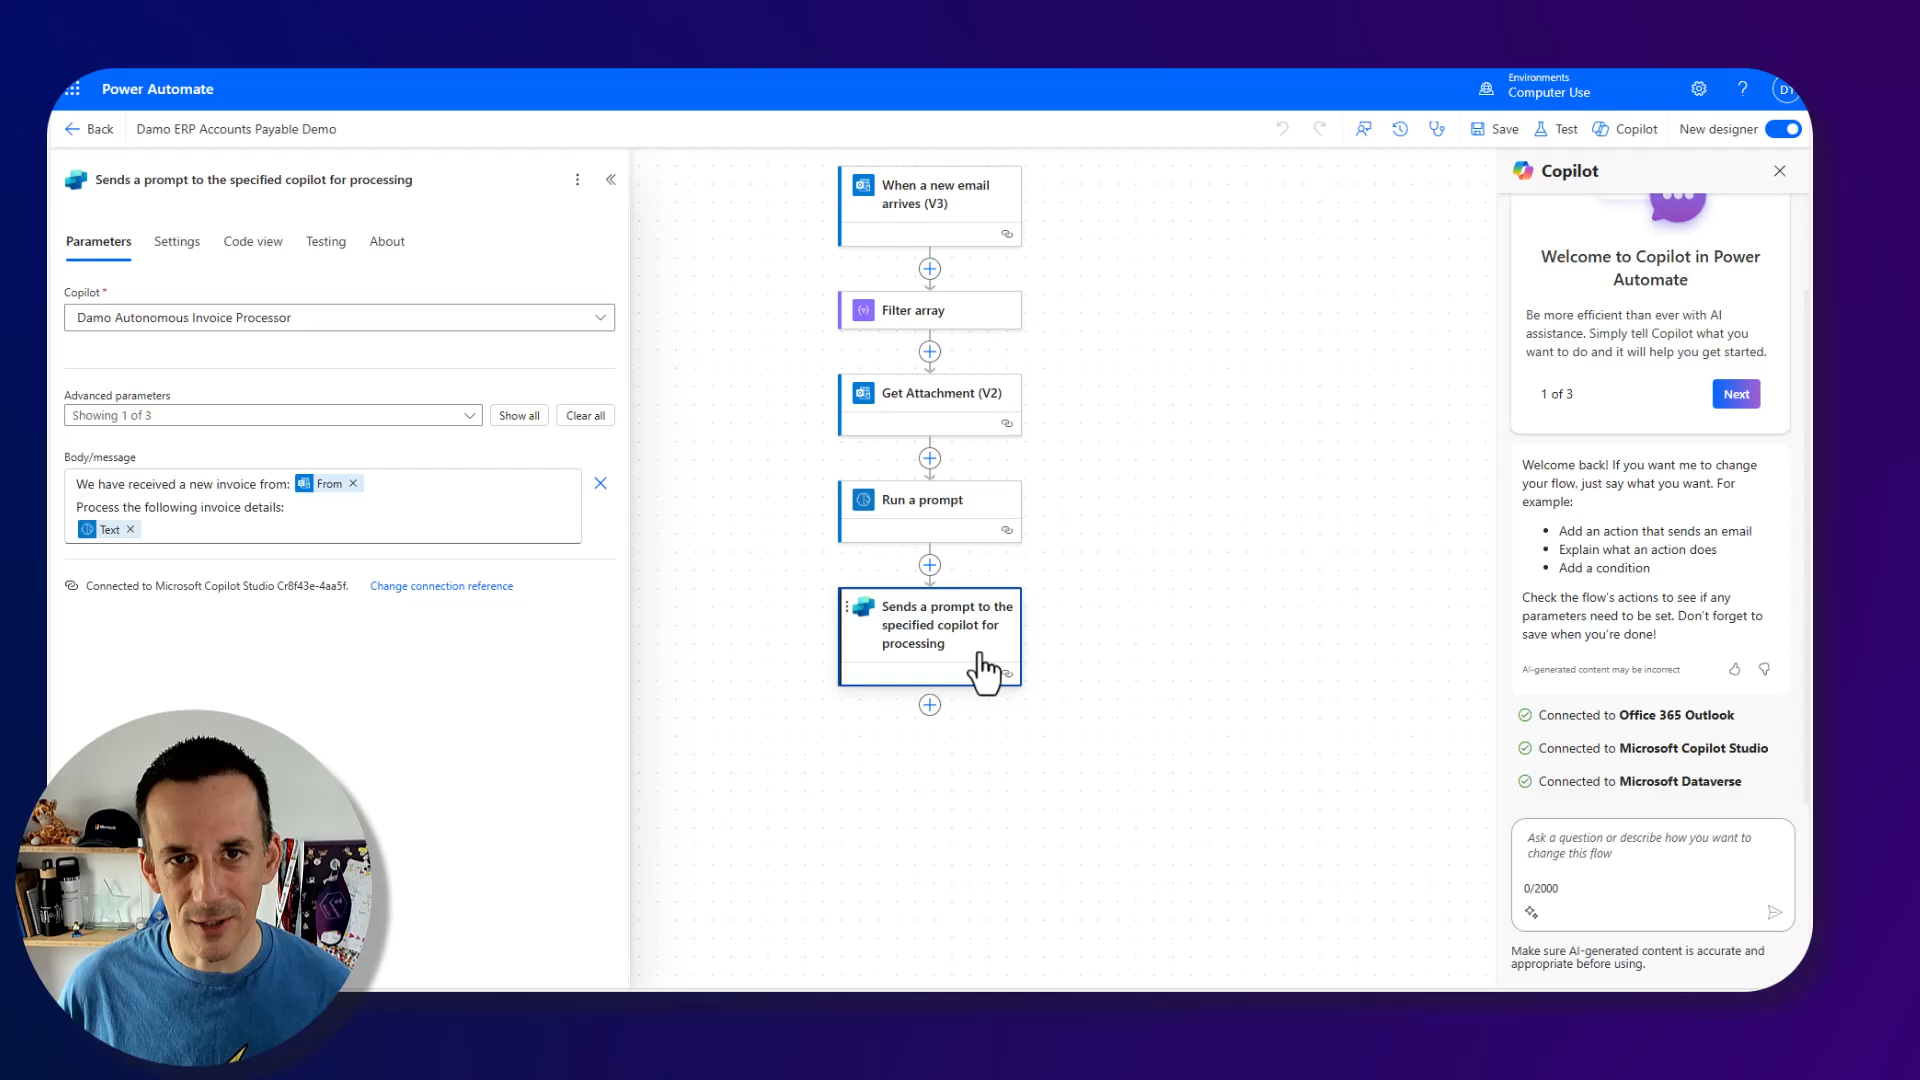 Power Automate
Environments
Computer Use
Back
Damo ERP Accounts Payable Demo
Save
Test
Copilot
New designer
Sends a prompt to the specified copilot for processing
Parameters
Settings
Code view
Testing
About
Copilot *
Damo Autonomous Invoice Processor
Advanced parameters
Showing 1 of 3
Show all
Clear all
Body/message
We have received a new invoice from: From
Process the following invoice details:
Text
Connected to Microsoft Copilot Studio Cr8f43e-4aa5f.
Change connection reference
When a new email
arrives (V3)
Filter array
Get Attachment (V2)
Run a prompt
Sends a prompt to the
specified copilot for
processing
Copilot
Welcome to Copilot in Power
Automate
Be more efficient than ever with AI
assistance. Simply tell Copilot what you
want to do and it will help you get started.
1 of 3
Next
Welcome back! If you want me to change
your flow, just say what you want. For
example:
• Add an action that sends an email
• Explain what an action does
• Add a condition
Check the flow's actions to see if any
parameters need to be set. Don't forget to
save when you're done!
AI-generated content may be incorrect
Connected to Office 365 Outlook
Connected to Microsoft Copilot Studio
Connected to Microsoft Dataverse
Ask a question or describe how you want to
change this flow
0/2000
Make sure AI-generated content is accurate and
appropriate before using.